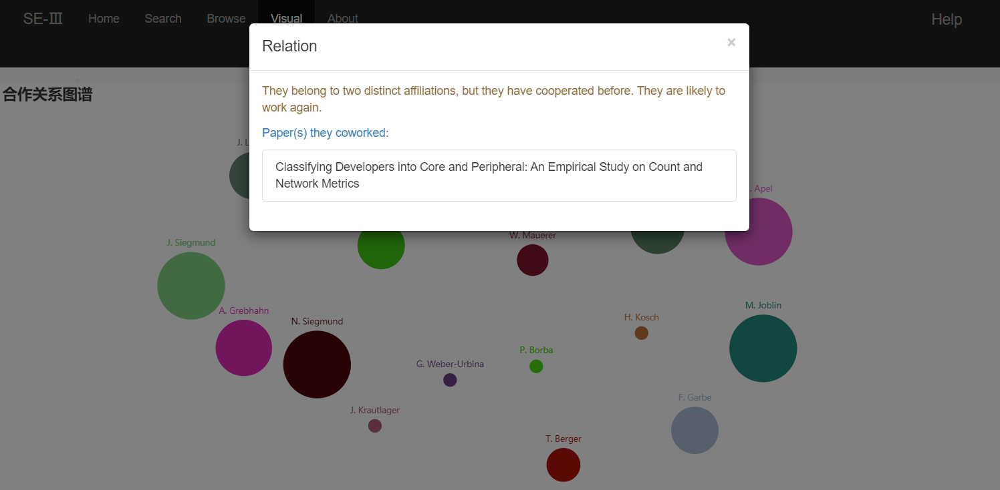 SE-Ⅲ Home Search Browse Visual About Help
Relation ×
They belong to two distinct affiliations, but they have cooperated before. They are likely to
work again.
Paper(s) they coworked:
Classifying Developers into Core and Peripheral: An Empirical Study on Count and
Network Metrics
合作关系图谱
J. L
. Apel
W. Mauerer
J. Siegmund
M. Joblin
A. Grebhahn
H. Kosch
N. Siegmund
P. Borba
G. Weber-Urbina
F. Garbe
J. Krautlager
T. Berger